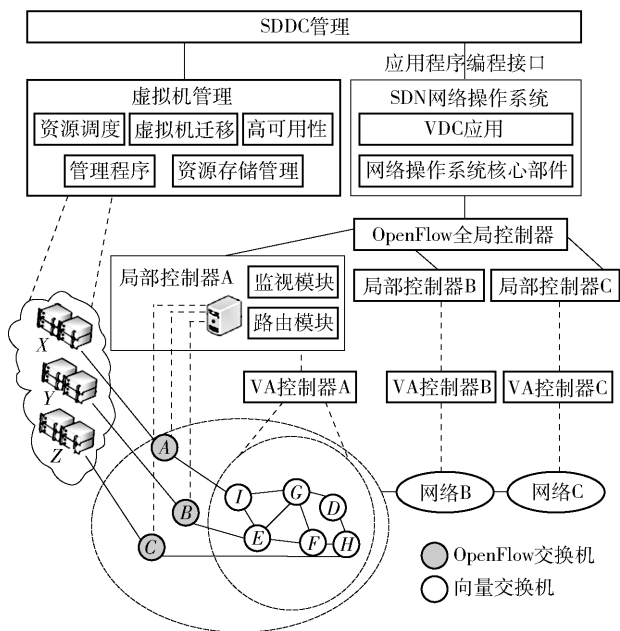 SDDC管理
应用程序编程接口
虚拟机管理
资源调度
虚拟机迁移
高可用性
管理程序
资源存储管理
SDN网络操作系统
VDC应用
网络操作系统核心部件
OpenFlow全局控制器
局部控制器A
监视模块
路由模块
局部控制器B
局部控制器C
X
Y
Z
VA控制器A
VA控制器B
VA控制器C
A
B
C
I
G
D
E
F
H
网络B
网络C
OpenFlow交换机
向量交换机